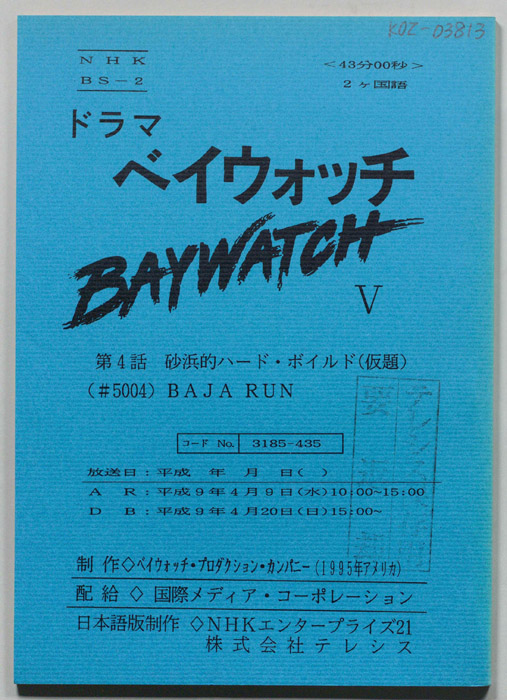 KOZ-03813
NHK
BS-2
<43分00秒>
2ヶ国語
ドラマ
ベイウォッチ
BAYWATCH
V
第4話 砂浜的ハード・ボイルド(仮題)
(#5004) BAJA RUN
コード No. 3185-435
放送日:平成 年 月 日( )
A R:平成9年4月9日(水)10:00~15:00
D B:平成9年4月20日(日)15:00~
制作◇ベイウォッチ・プロダクション・カンパニー(1995年アメリカ)
配給◇国際メディア・コーポレーション
日本語版制作◇NHKエンタープライズ21
株式会社テレシス